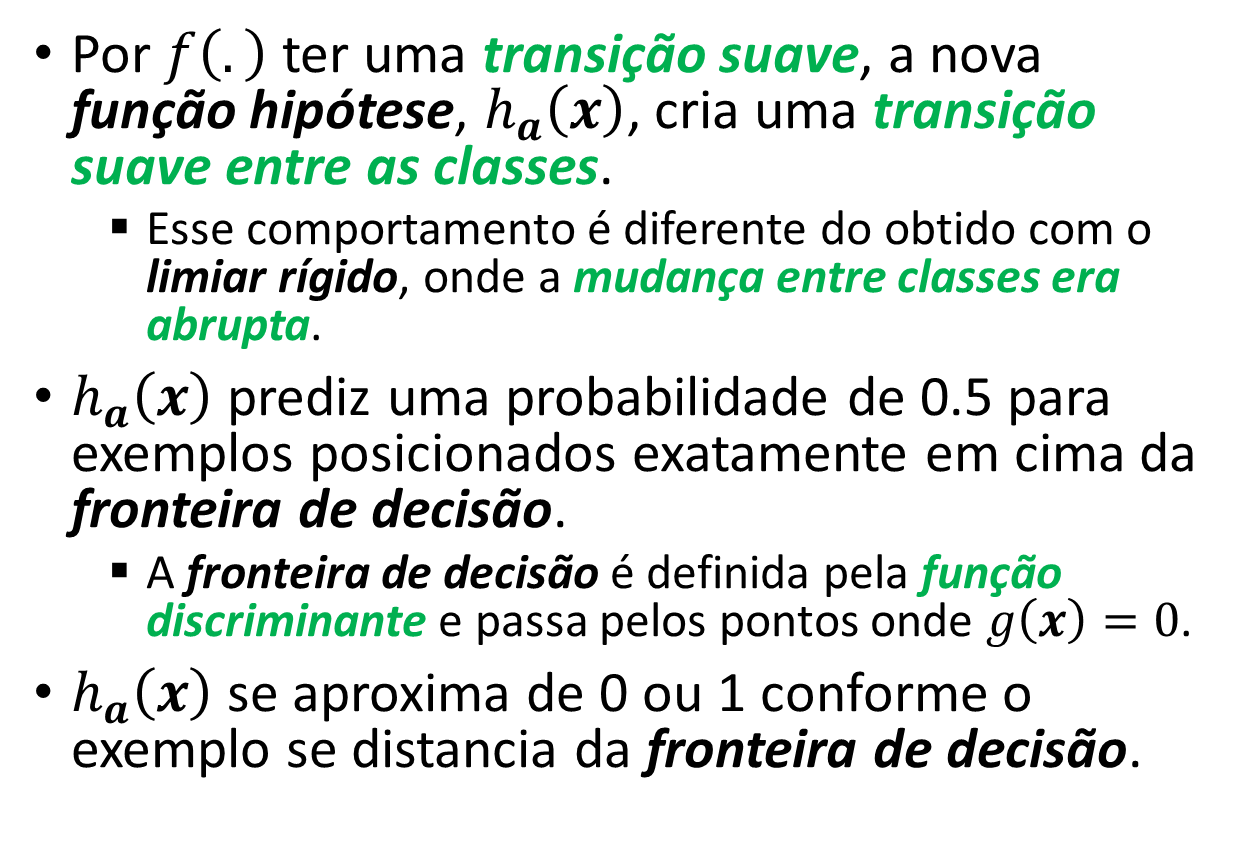 • Por f(.) ter uma transição suave, a nova
função hipótese, hₐ(x), cria uma transição
suave entre as classes.
▪ Esse comportamento é diferente do obtido com o
limiar rígido, onde a mudança entre classes era
abrupta.
• hₐ(x) prediz uma probabilidade de 0.5 para
exemplos posicionados exatamente em cima da
fronteira de decisão.
▪ A fronteira de decisão é definida pela função
discriminante e passa pelos pontos onde g(x) = 0.
• hₐ(x) se aproxima de 0 ou 1 conforme o
exemplo se distancia da fronteira de decisão.